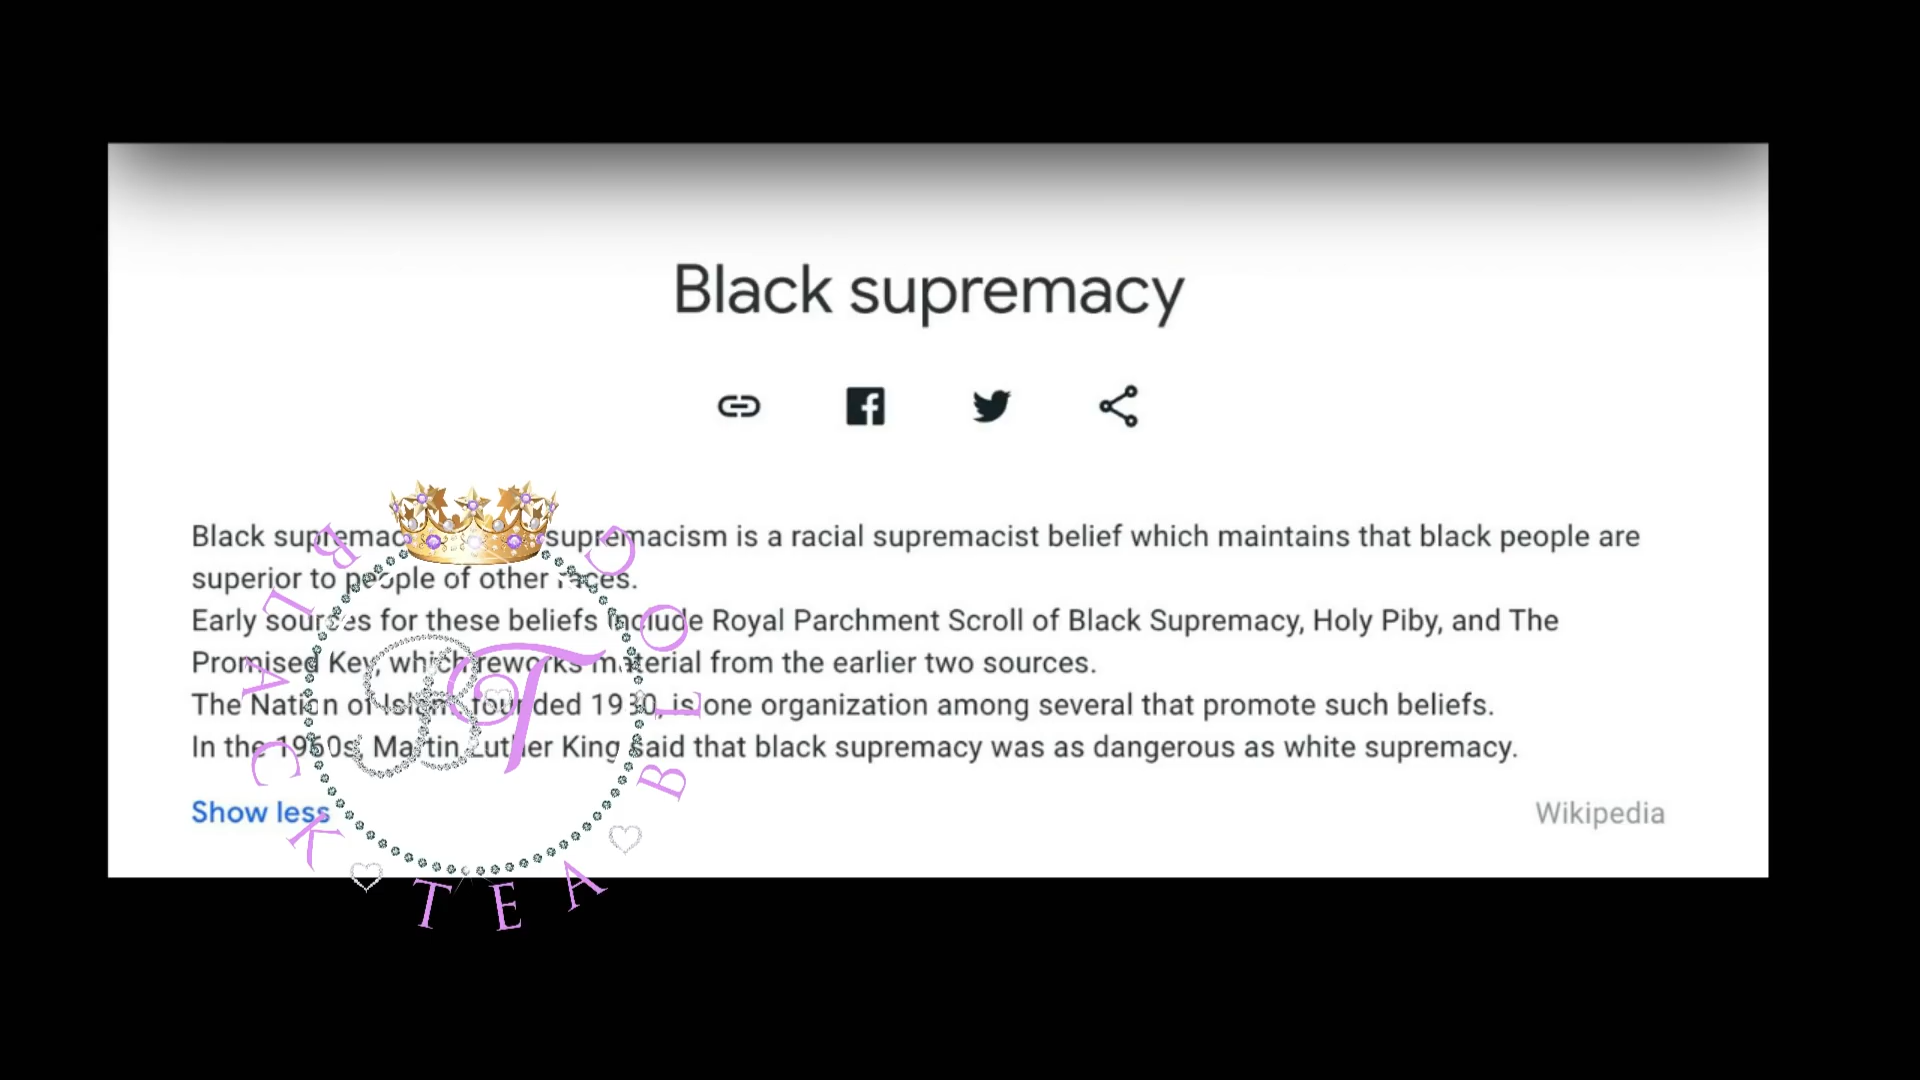 Black supremacy
Black supremac supremacism is a racial supremacist belief which maintains that black people are
superior to people of other races.
Early sources for these beliefs include Royal Parchment Scroll of Black Supremacy, Holy Piby, and The
Promised Key, which reworks material from the earlier two sources.
The Nation of Islam, founded 1930, is one organization among several that promote such beliefs.
In the 1960s, Martin Luther King said that black supremacy was as dangerous as white supremacy.
Show less
Wikipedia
BT
BLACK TEA BIOL